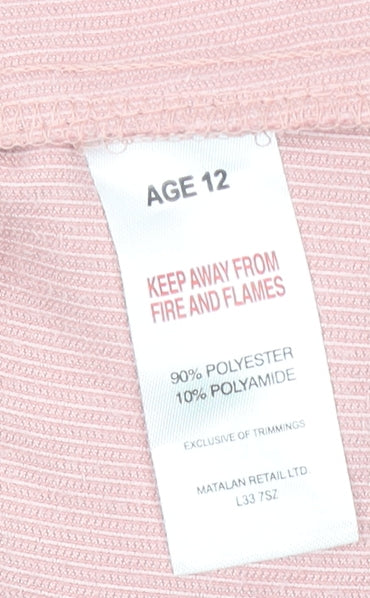 AGE 12
KEEP AWAY FROM
FIRE AND FLAMES
90% POLYESTER
10% POLYAMIDE
EXCLUSIVE OF TRIMMINGS
MATALAN RETAIL LTD
L33 7SZ